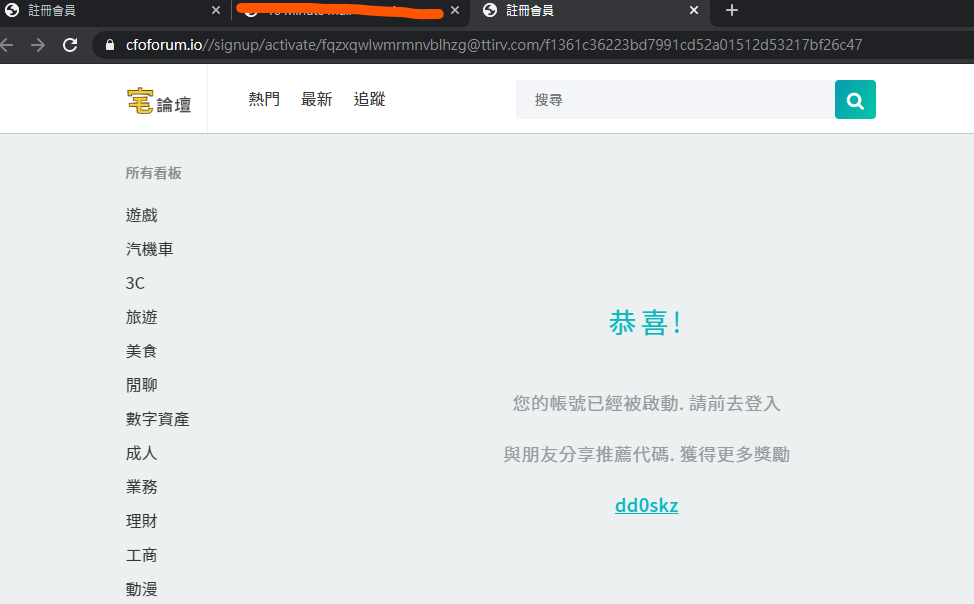 註冊會員
註冊會員
cfoforum.io//signup/activate/fqzxqwlwmrmnvblhzg@ttirv.com/f1361c36223bd7991cd52a01512d53217bf26c47
宅論壇
熱門 最新 追蹤
搜尋
所有看板
遊戲
汽機車
3C
旅遊
美食
閒聊
數字資產
成人
業務
理財
工商
動漫
恭喜!
您的帳號已經被啟動. 請前去登入
與朋友分享推薦代碼. 獲得更多獎勵
dd0skz